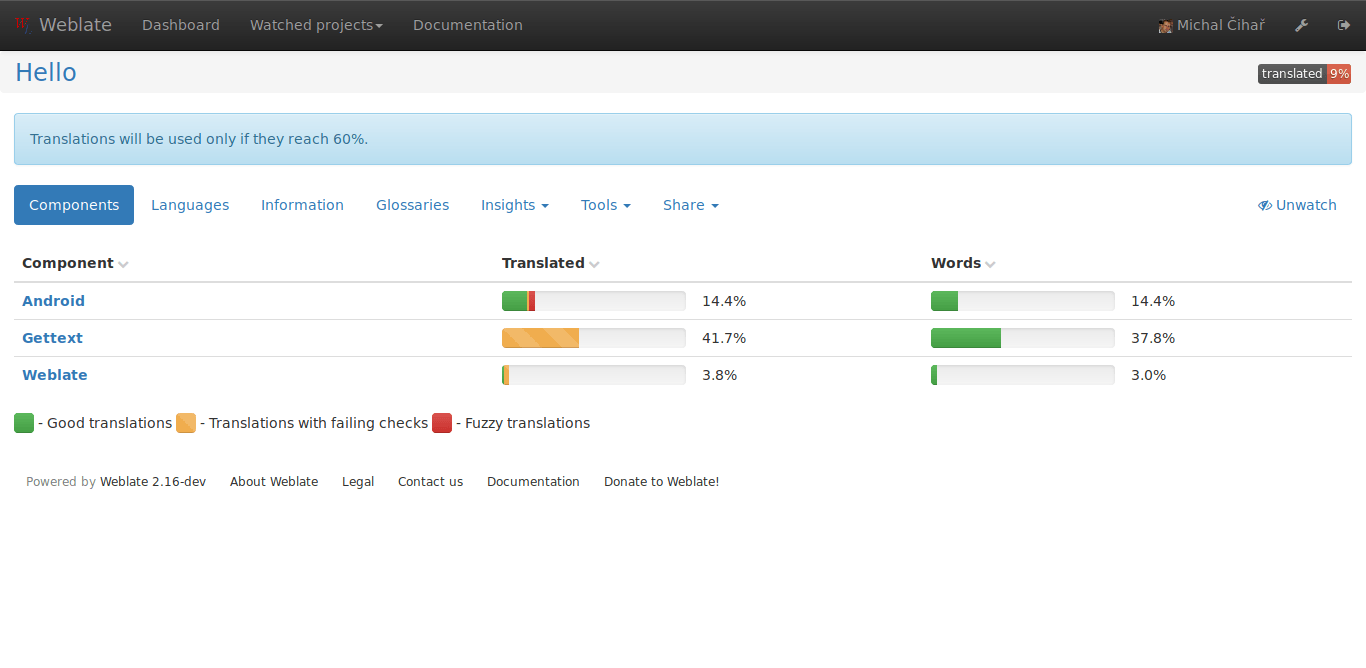 Weblate Dashboard Watched projects Documentation Michal Čihař
Hello translated 9%
Translations will be used only if they reach 60%.
Components Languages Information Glossaries Insights Tools Share Unwatch
Component Translated Words
Android 14.4% 14.4%
Gettext 41.7% 37.8%
Weblate 3.8% 3.0%
- Good translations - Translations with failing checks - Fuzzy translations
Powered by Weblate 2.16-dev About Weblate Legal Contact us Documentation Donate to Weblate!